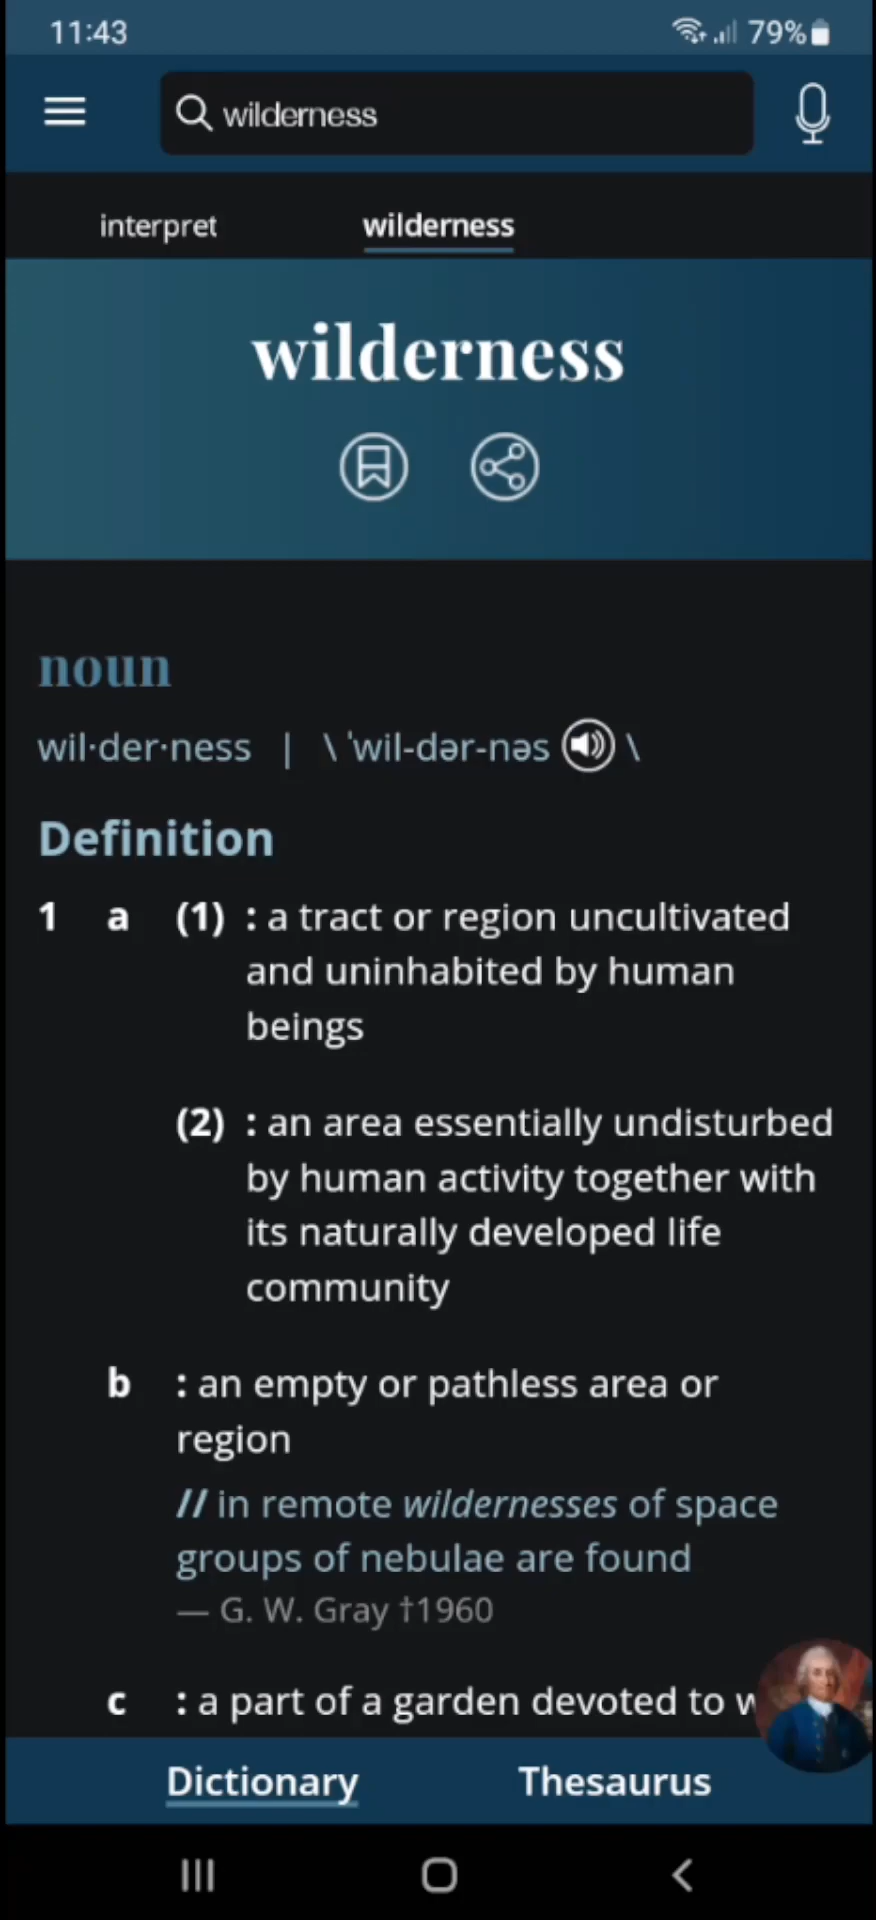 11:43 79%
wilderness
interpret wilderness
wilderness
noun
wil·der·ness | \ ˈwil-dər-nəs \
Definition
1 a (1) : a tract or region uncultivated
and uninhabited by human
beings
(2) : an area essentially undisturbed
by human activity together with
its naturally developed life
community
b : an empty or pathless area or
region
// in remote wildernesses of space
groups of nebulae are found
— G. W. Gray †1960
c : a part of a garden devoted to
Dictionary Thesaurus